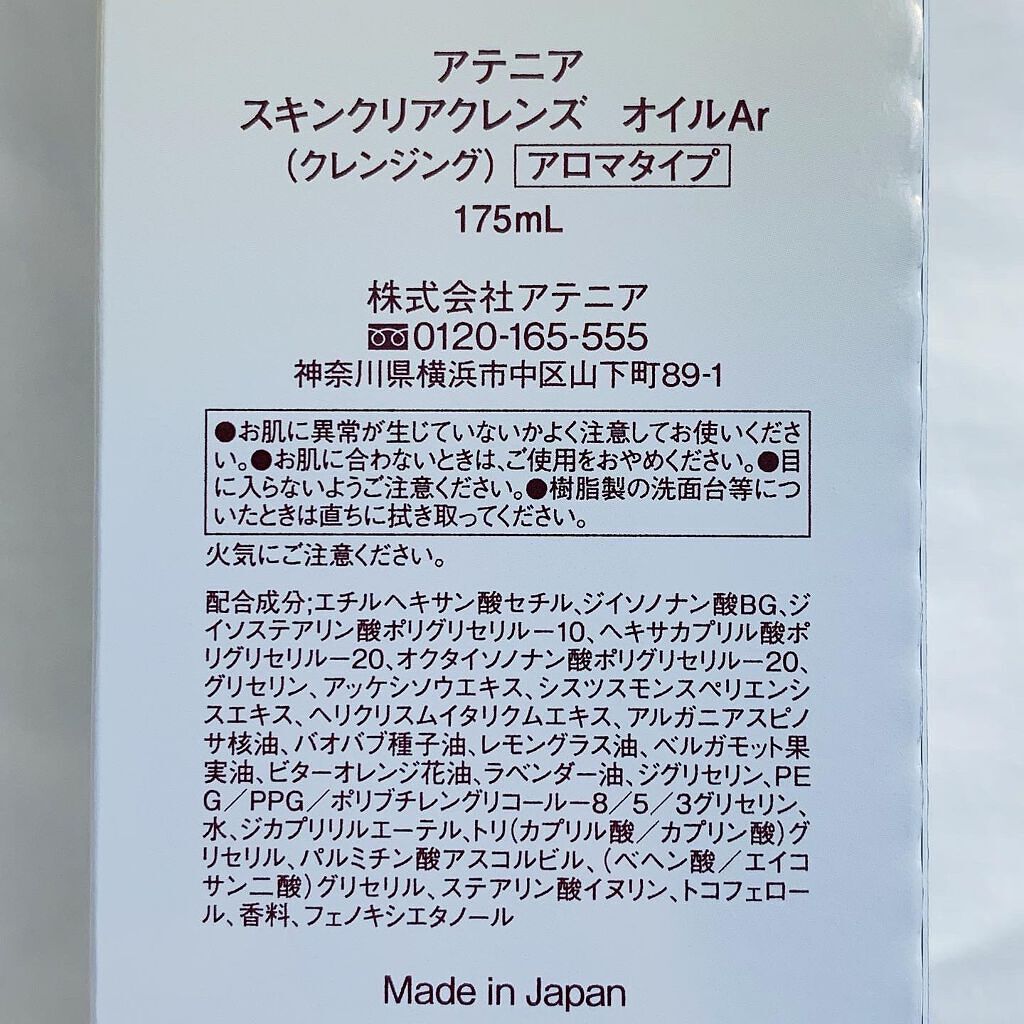 アテニア
スキンクリアクレンズ　オイルAr
（クレンジング）アロマタイプ
175mL
株式会社アテニア
0120-165-555
神奈川県横浜市中区山下町89-1
●お肌に異常が生じていないかよく注意してお使いくださ
い。●お肌に合わないときは、ご使用をおやめください。●目
に入らないようご注意ください。●樹脂製の洗面台等につ
いたときは直ちに拭き取ってください。
火気にご注意ください。
配合成分;エチルヘキサン酸セチル、ジイソノナン酸BG、ジ
イソステアリン酸ポリグリセリル－10、ヘキサカプリル酸ポ
リグリセリル－20、オクタイソノナン酸ポリグリセリル－20、
グリセリン、アッケシソウエキス、シスツスモンスペリエンシ
スエキス、ヘリクリスムイタリクムエキス、アルガニアスピノ
サ核油、バオバブ種子油、レモングラス油、ベルガモット果
実油、ビターオレンジ花油、ラベンダー油、ジグリセリン、PE
G／PPG／ポリブチレングリコール－8／5／3グリセリン、
水、ジカプリリルエーテル、トリ(カプリル酸／カプリン酸)グ
リセリル、パルミチン酸アスコルビル、（ベヘン酸／エイコ
サン二酸）グリセリル、ステアリン酸イヌリン、トコフェロー
ル、香料、フェノキシエタノール
Made in Japan